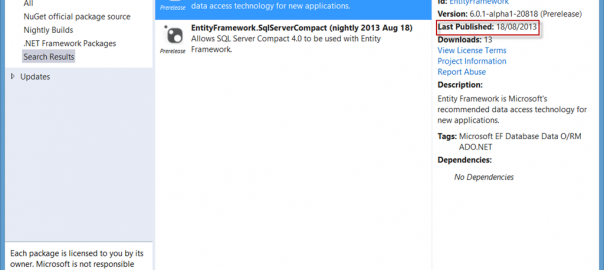 All
NuGet official package source
Nightly Builds
.NET Framework Packages
Search Results
Updates
Each package is licensed to you by its
owner. Microsoft is not responsible
Prerelease
data access technology for new applications.
EntityFramework.SqlServerCompact (nightly 2013 Aug 18)
Prerelease
Allows SQL Server Compact 4.0 to be used with Entity
Framework.
Id: EntityFramework
Version: 6.0.1-alpha1-20818 (Prerelease)
Last Published: 18/08/2013
Downloads: 13
View License Terms
Project Information
Report Abuse
Description:
Entity Framework is Microsoft's
recommended data access technology for
new applications.
Tags: Microsoft EF Database Data O/RM
ADO.NET
Dependencies:
No Dependencies